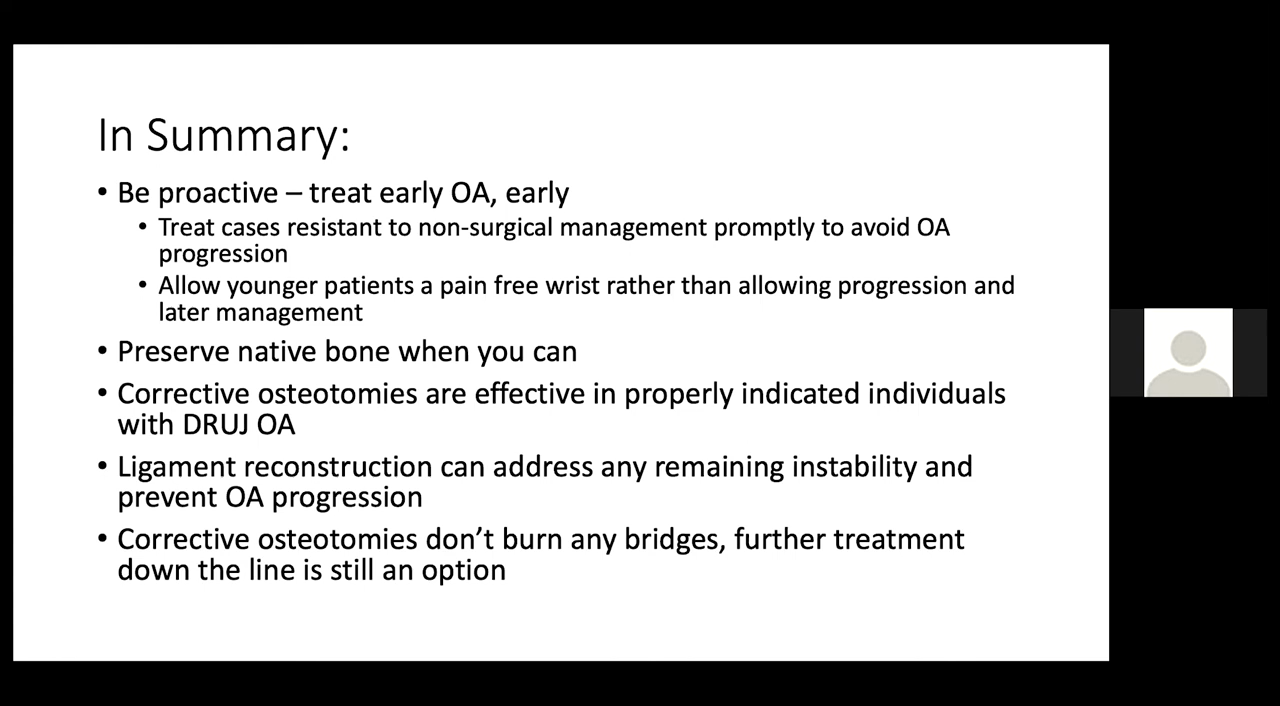 In Summary:
• Be proactive – treat early OA, early
• Treat cases resistant to non-surgical management promptly to avoid OA
progression
• Allow younger patients a pain free wrist rather than allowing progression and
later management
• Preserve native bone when you can
• Corrective osteotomies are effective in properly indicated individuals
with DRUJ OA
• Ligament reconstruction can address any remaining instability and
prevent OA progression
• Corrective osteotomies don’t burn any bridges, further treatment
down the line is still an option